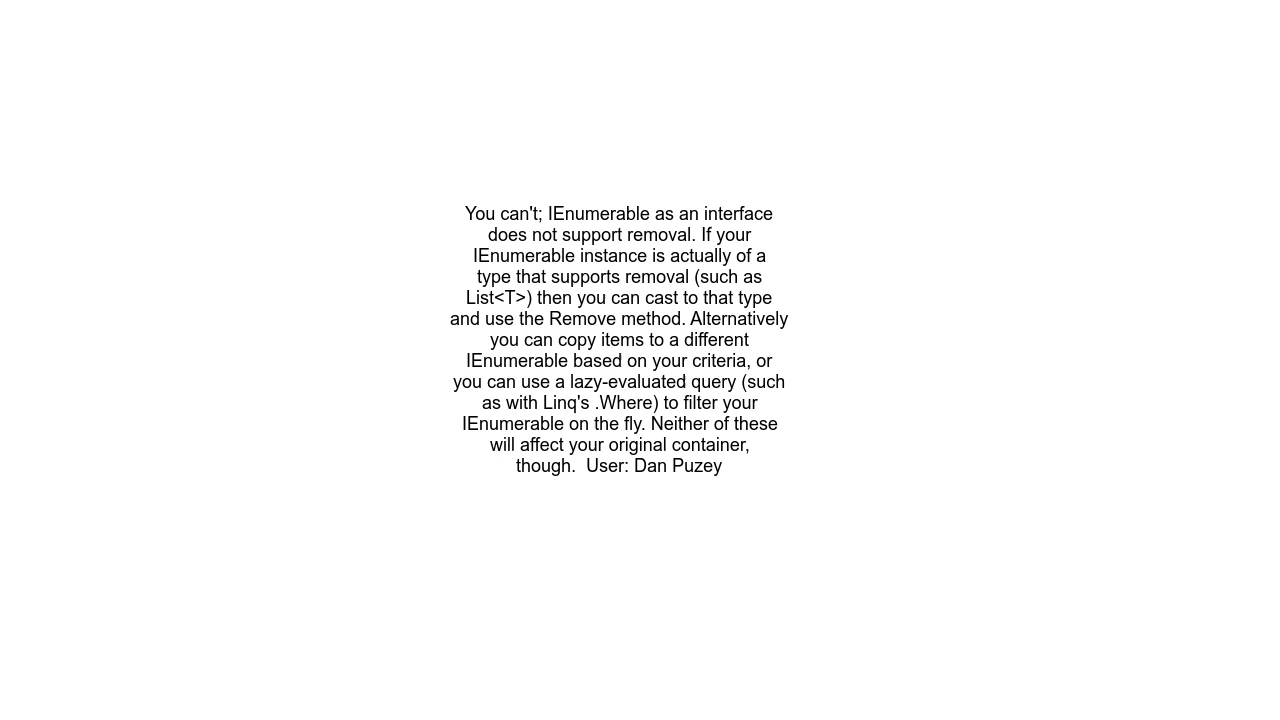 You can't; IEnumerable as an interface
does not support removal. If your
IEnumerable instance is actually of a
type that supports removal (such as
List<T>) then you can cast to that type
and use the Remove method. Alternatively
you can copy items to a different
IEnumerable based on your criteria, or
you can use a lazy-evaluated query (such
as with Linq's .Where) to filter your
IEnumerable on the fly. Neither of these
will affect your original container,
though.  User: Dan Puzey